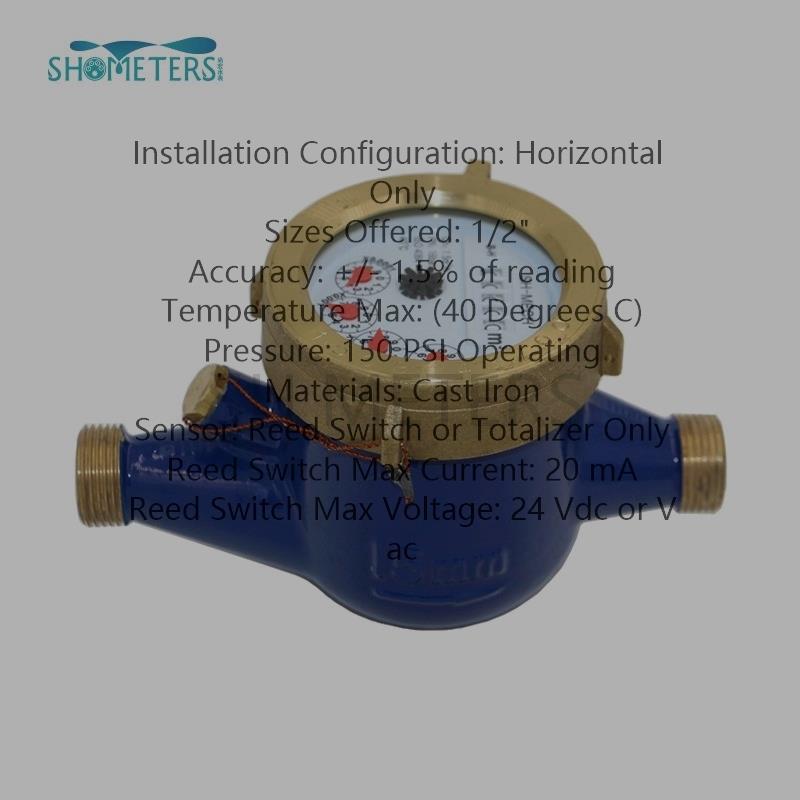 SHOMETERS
Installation Configuration: Horizontal
Only
Sizes Offered: 1/2"
Accuracy: +/- 1.5% of reading
Temperature Max: (40 Degrees C)
Pressure: 150 PSI Operating
Materials: Cast Iron
Sensor: Reed Switch or Totalizer Only
Reed Switch Max Current: 20 mA
Reed Switch Max Voltage: 24 Vdc or V
ac